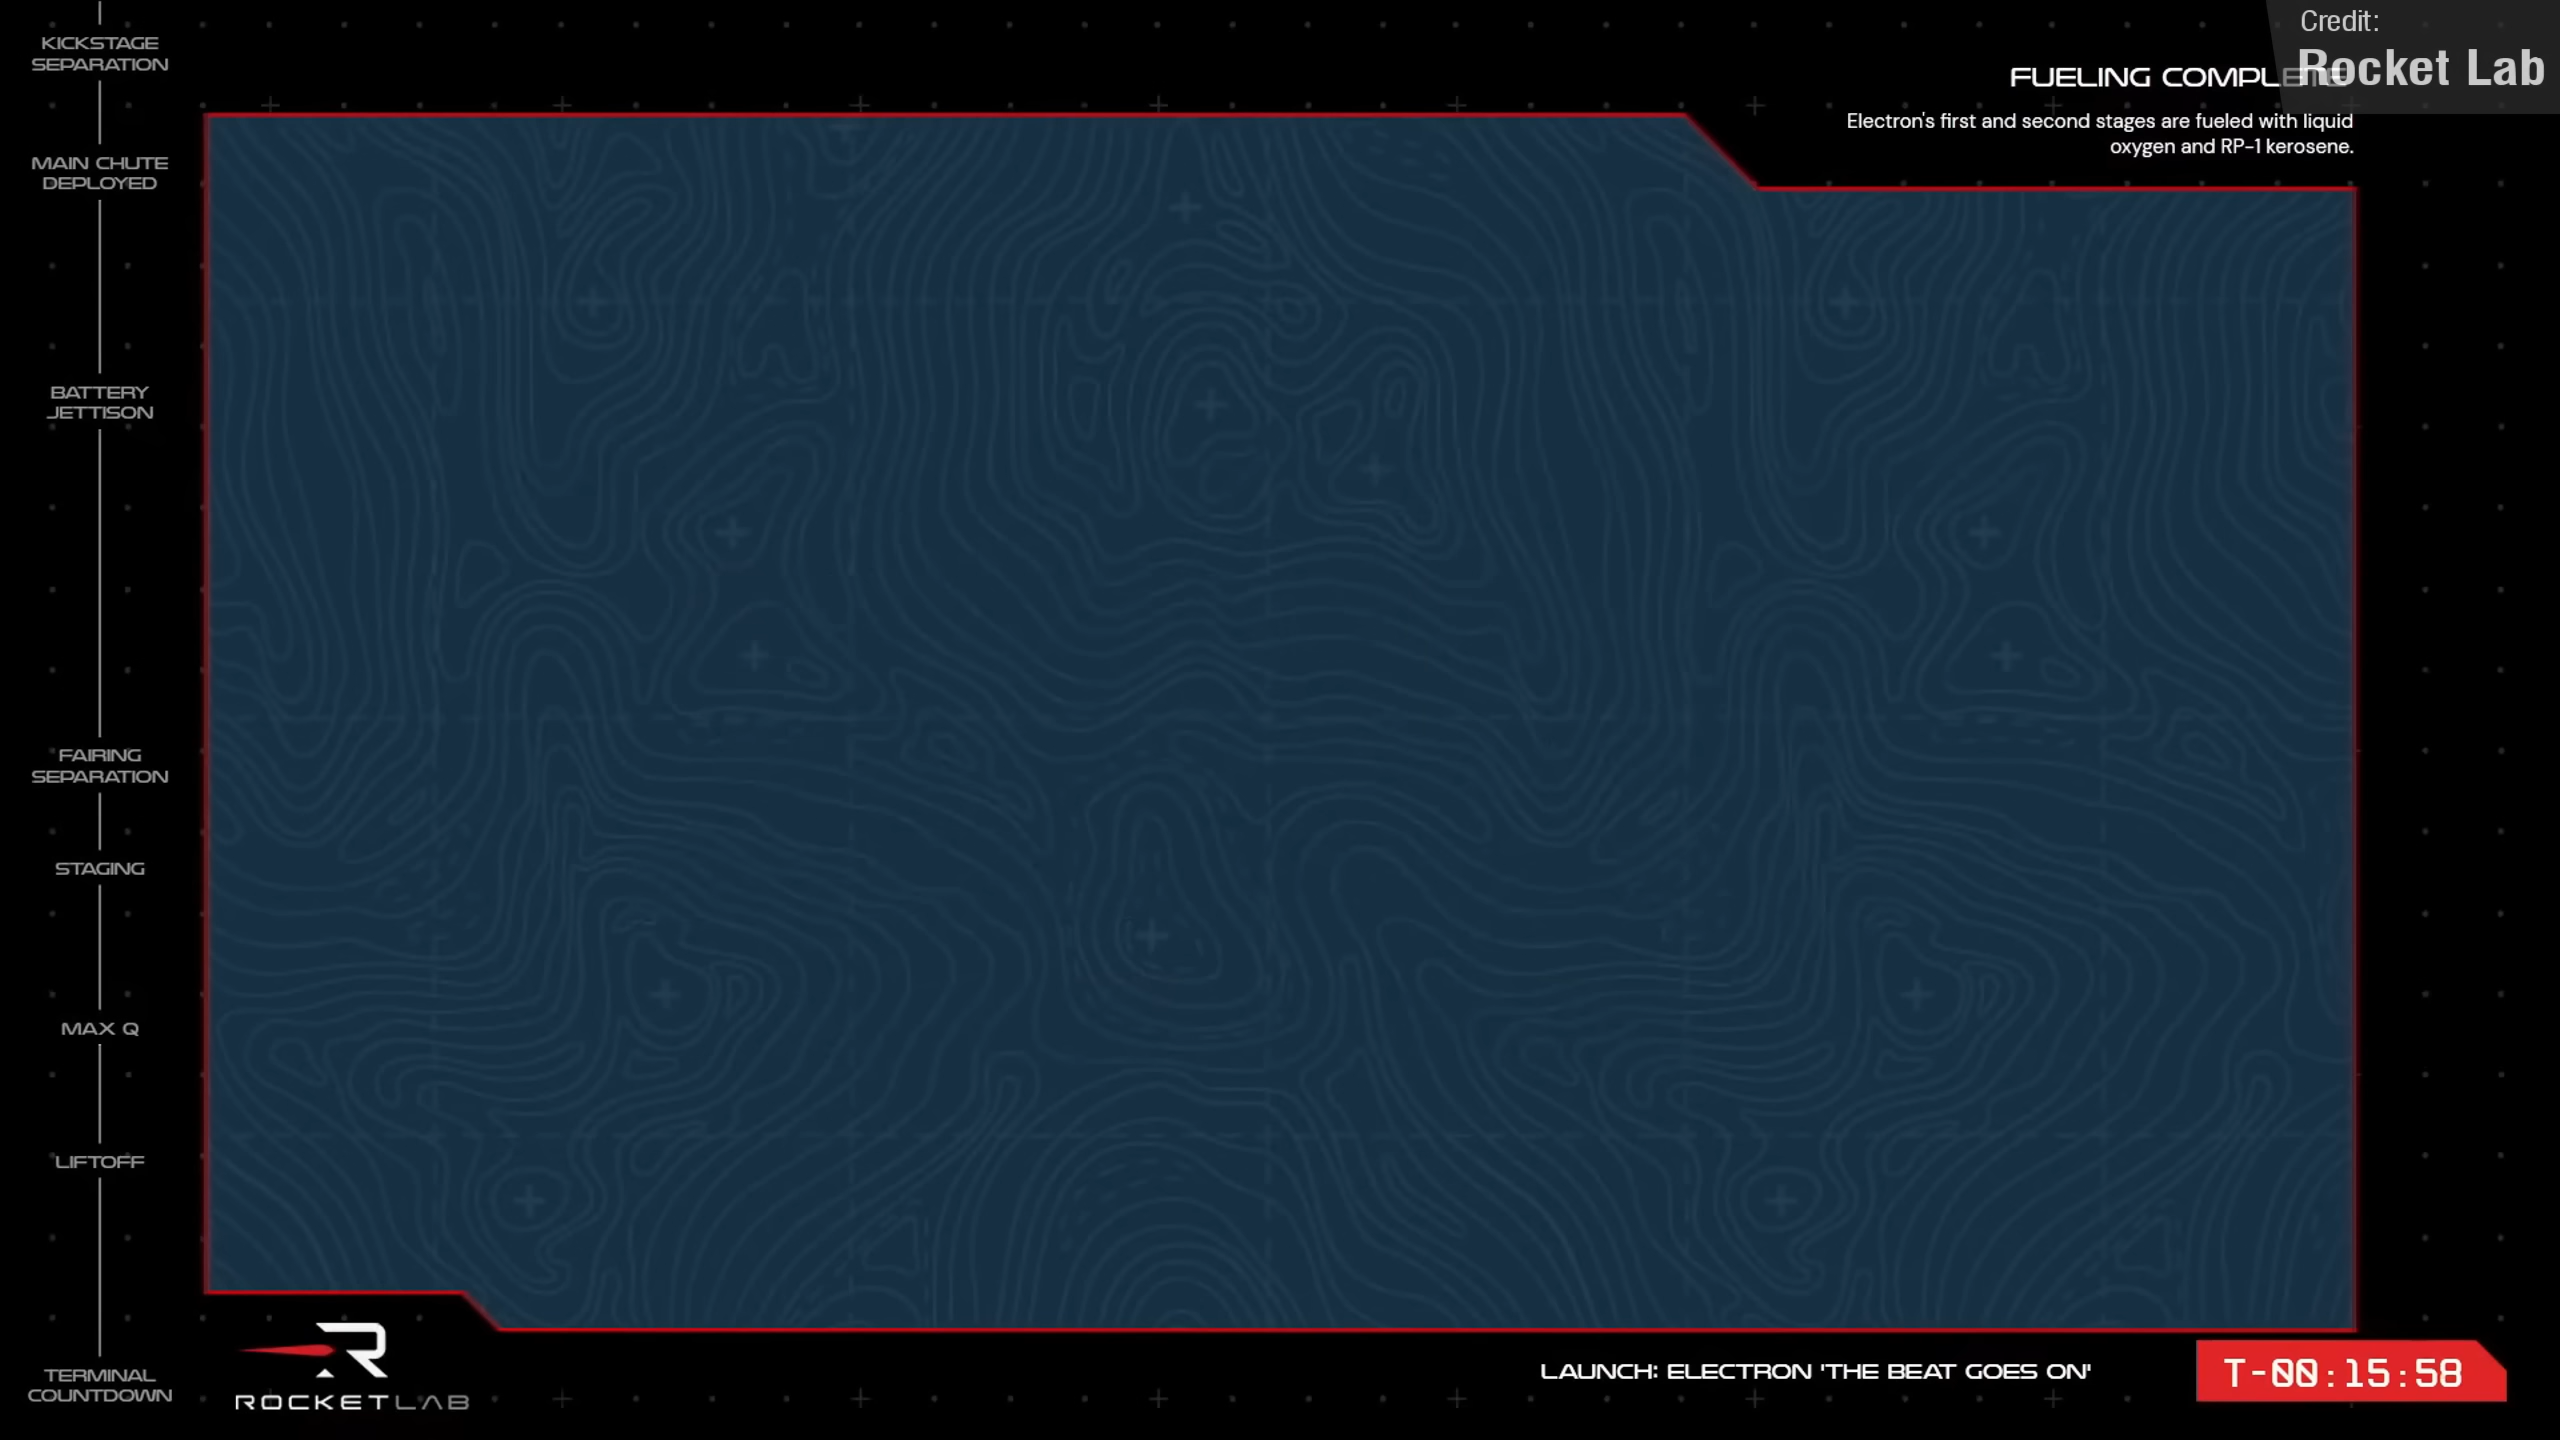 KICKSTAGE
SEPARATION
MAIN CHUTE
DEPLOYED
BATTERY
JETTISON
FAIRING
SEPARATION
STAGING
MAX Q
LIFTOFF
TERMINAL
COUNTDOWN
Credit:
Rocket Lab
FUELING COMPLETE
Electron's first and second stages are fueled with liquid
oxygen and RP-1 kerosene.
ROCKETLAB
LAUNCH: ELECTRON 'THE BEAT GOES ON'
T-00:15:58